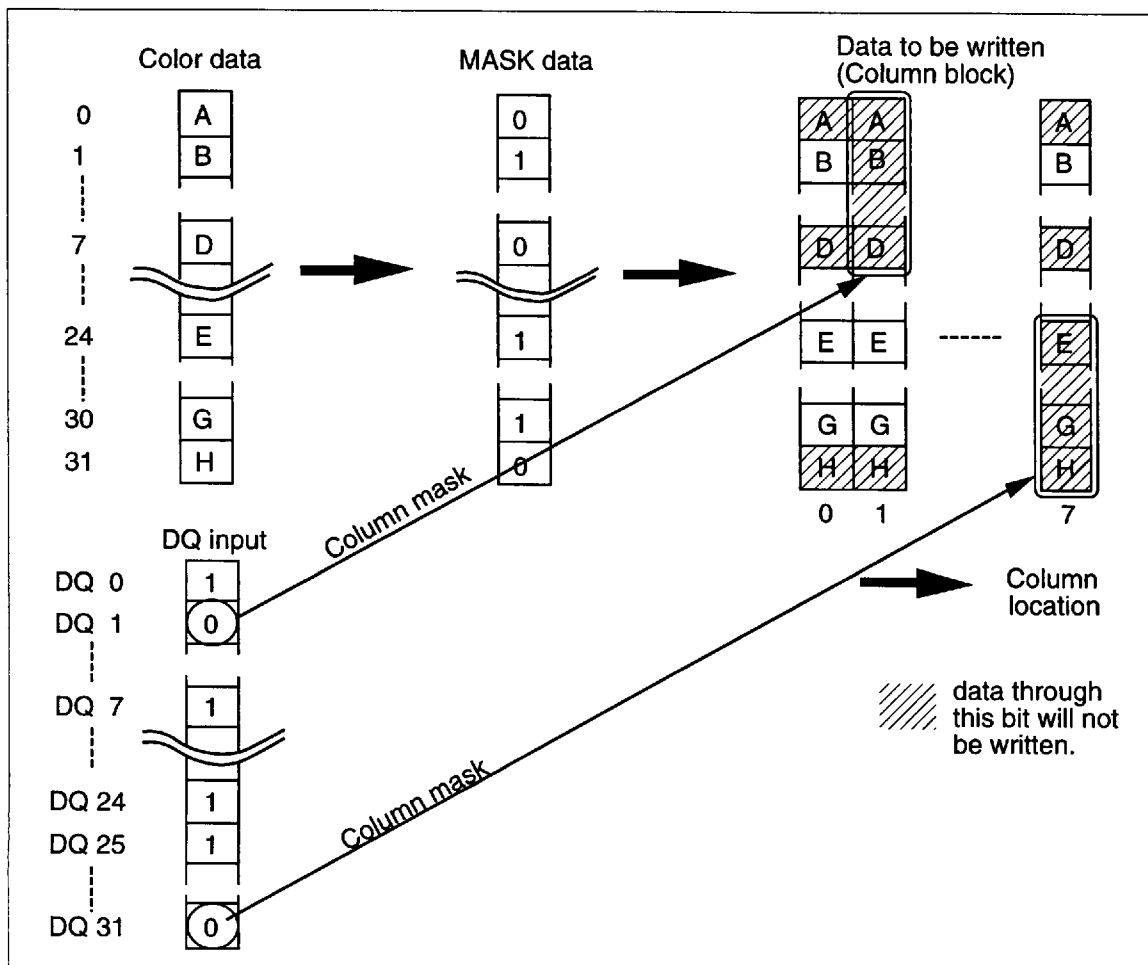 Color data
MASK data
Data to be written
(Column block)
0 A 0 A A A
1 B 1 B B B
7 D 0 D D D
24 E 1 E E E
30 G 1 G G G
31 H 0 H H H
0 1 7
Column mask
DQ input
DQ 0 1
DQ 1 0
Column
location
DQ 7 1
data through
this bit will not
be written.
Column mask
DQ 24 1
DQ 25 1
DQ 31 0